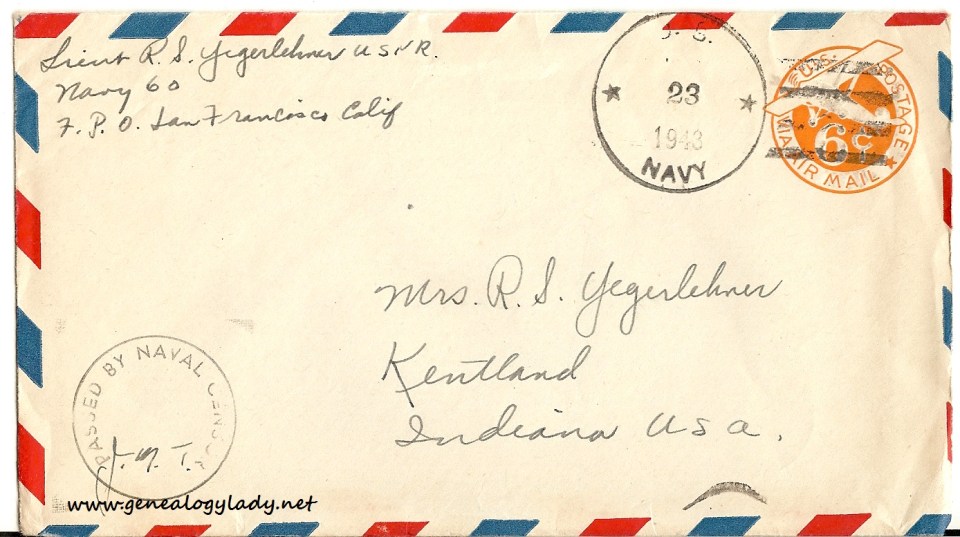 Lieut R. S. Yegerlehner USNR.
Navy 60
F. P. O. San Francisco Calif
U. S.
23
1943
NAVY
U.S. POSTAGE
6¢
VIA AIR MAIL
Mrs. R. S. Yegerlehner
Kentland
Indiana U S A.
PASSED BY NAVAL CENSOR
www.genealogylady.net